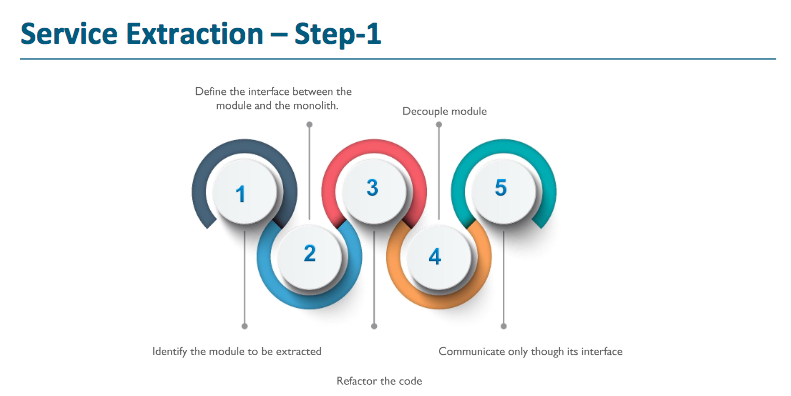 Service Extraction – Step-1
Define the interface between the
module and the monolith.
Decouple module
1
2
3
4
5
Identify the module to be extracted
Communicate only though its interface
Refactor the code